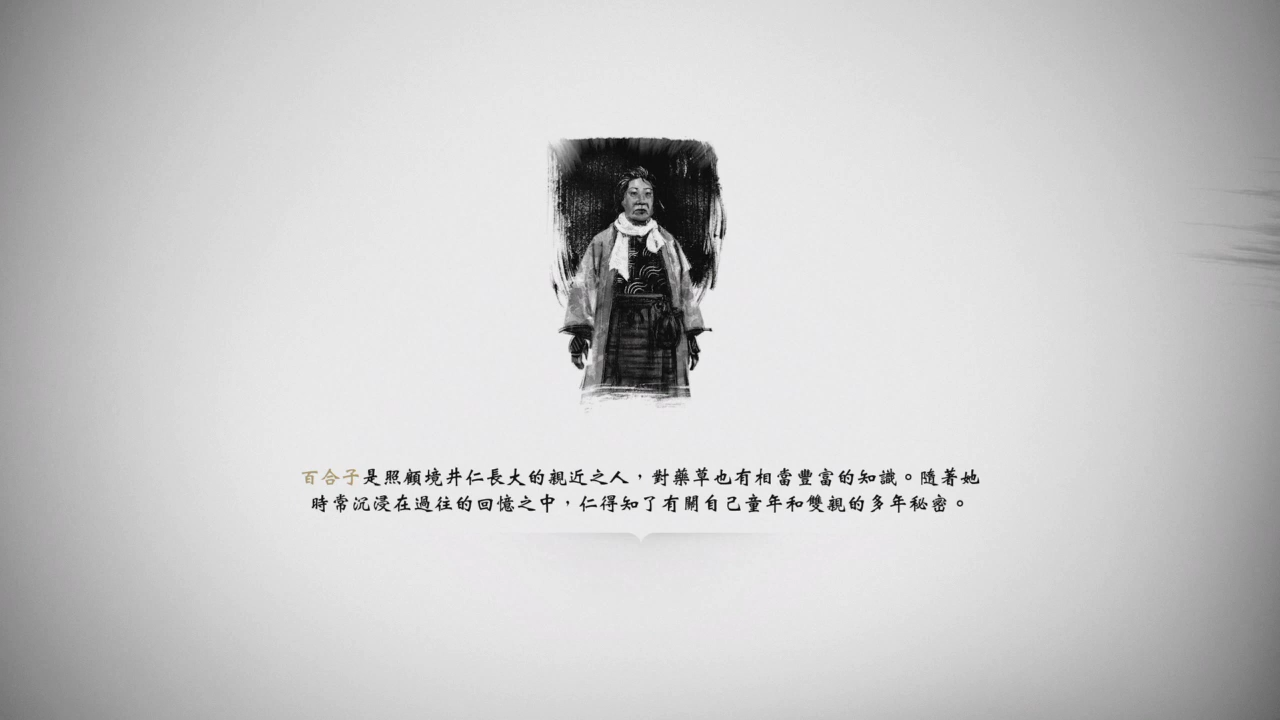 百合子是照顧境井仁長大的親近之人，對藥草也有相當豐富的知識。隨著她
時常沉浸在過往的回憶之中，仁得知了有關自己童年和雙親的多年秘密。